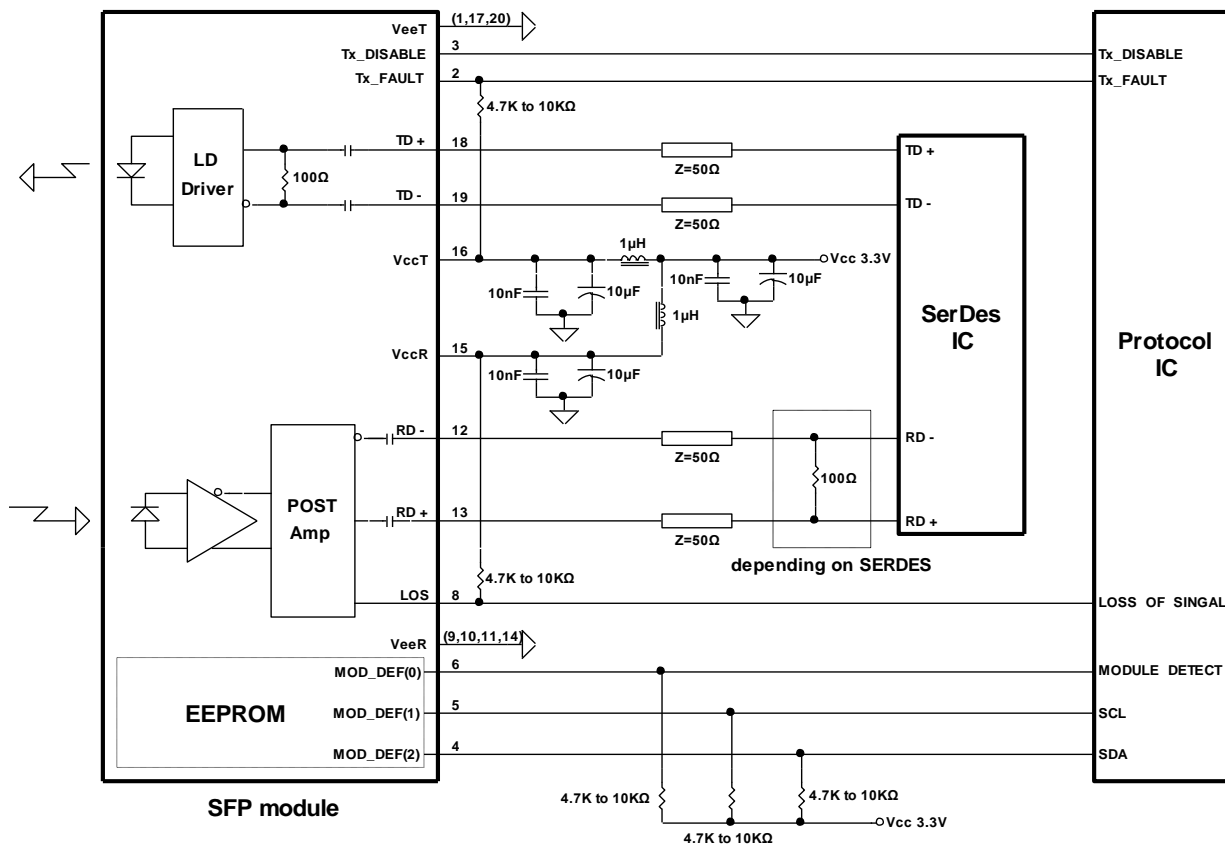 VeeT (1,17,20)
Tx_DISABLE 3 Tx_DISABLE
Tx_FAULT 2 Tx_FAULT
4.7K to 10KΩ
LD
Driver
100Ω
TD + 18 TD +
Z=50Ω
TD - 19 TD -
Z=50Ω
VccT 16 1µH Vcc 3.3V
10nF 10µF 10nF 10µF
1µH
SerDes
IC
Protocol
IC
VccR 15
10nF 10µF
RD - 12 RD -
Z=50Ω
100Ω
POST
Amp
RD + 13 RD +
Z=50Ω
depending on SERDES
4.7K to 10KΩ
LOS 8 LOSS OF SINGAL
VeeR (9,10,11,14)
MOD_DEF(0) 6 MODULE DETECT
EEPROM MOD_DEF(1) 5 SCL
MOD_DEF(2) 4 SDA
SFP module
4.7K to 10KΩ 4.7K to 10KΩ
Vcc 3.3V
4.7K to 10KΩ